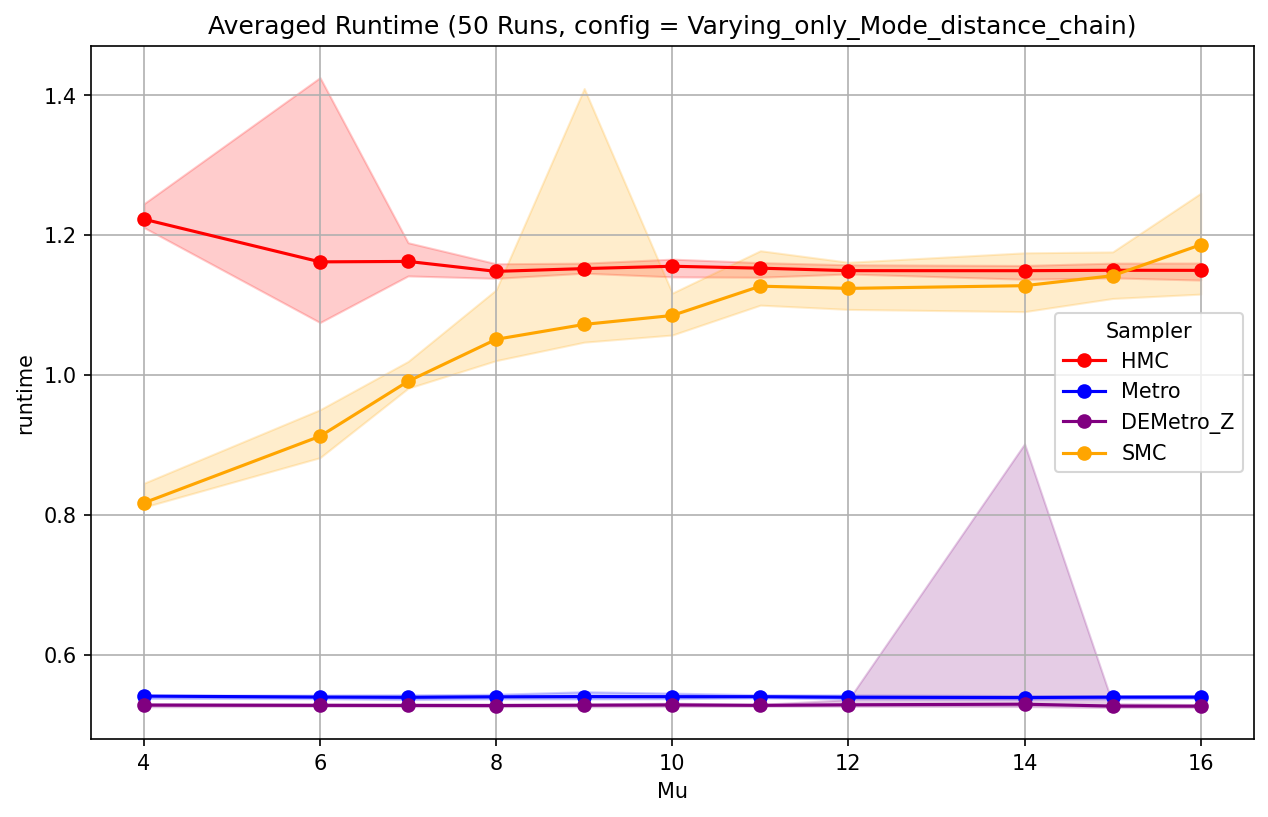 Averaged Runtime (50 Runs, config = Varying_only_Mode_distance_chain)
runtime
1.4
1.2
1.0
0.8
0.6
Sampler
HMC
Metro
DEMetro_Z
SMC
4 6 8 10 12 14 16
Mu